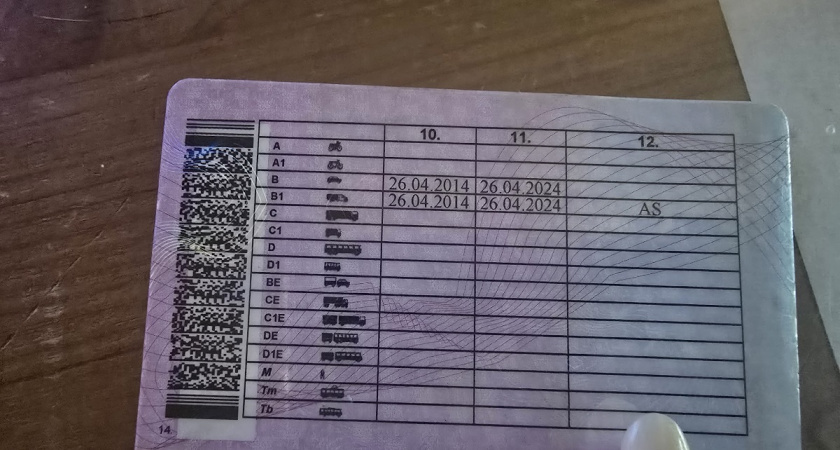 10. 11. 12.
A
A1
B 26.04.2014 26.04.2024
B1 26.04.2014 26.04.2024 AS
C
C1
D
D1
BE
CE
C1E
DE
D1E
M
Tm
Tb
14.